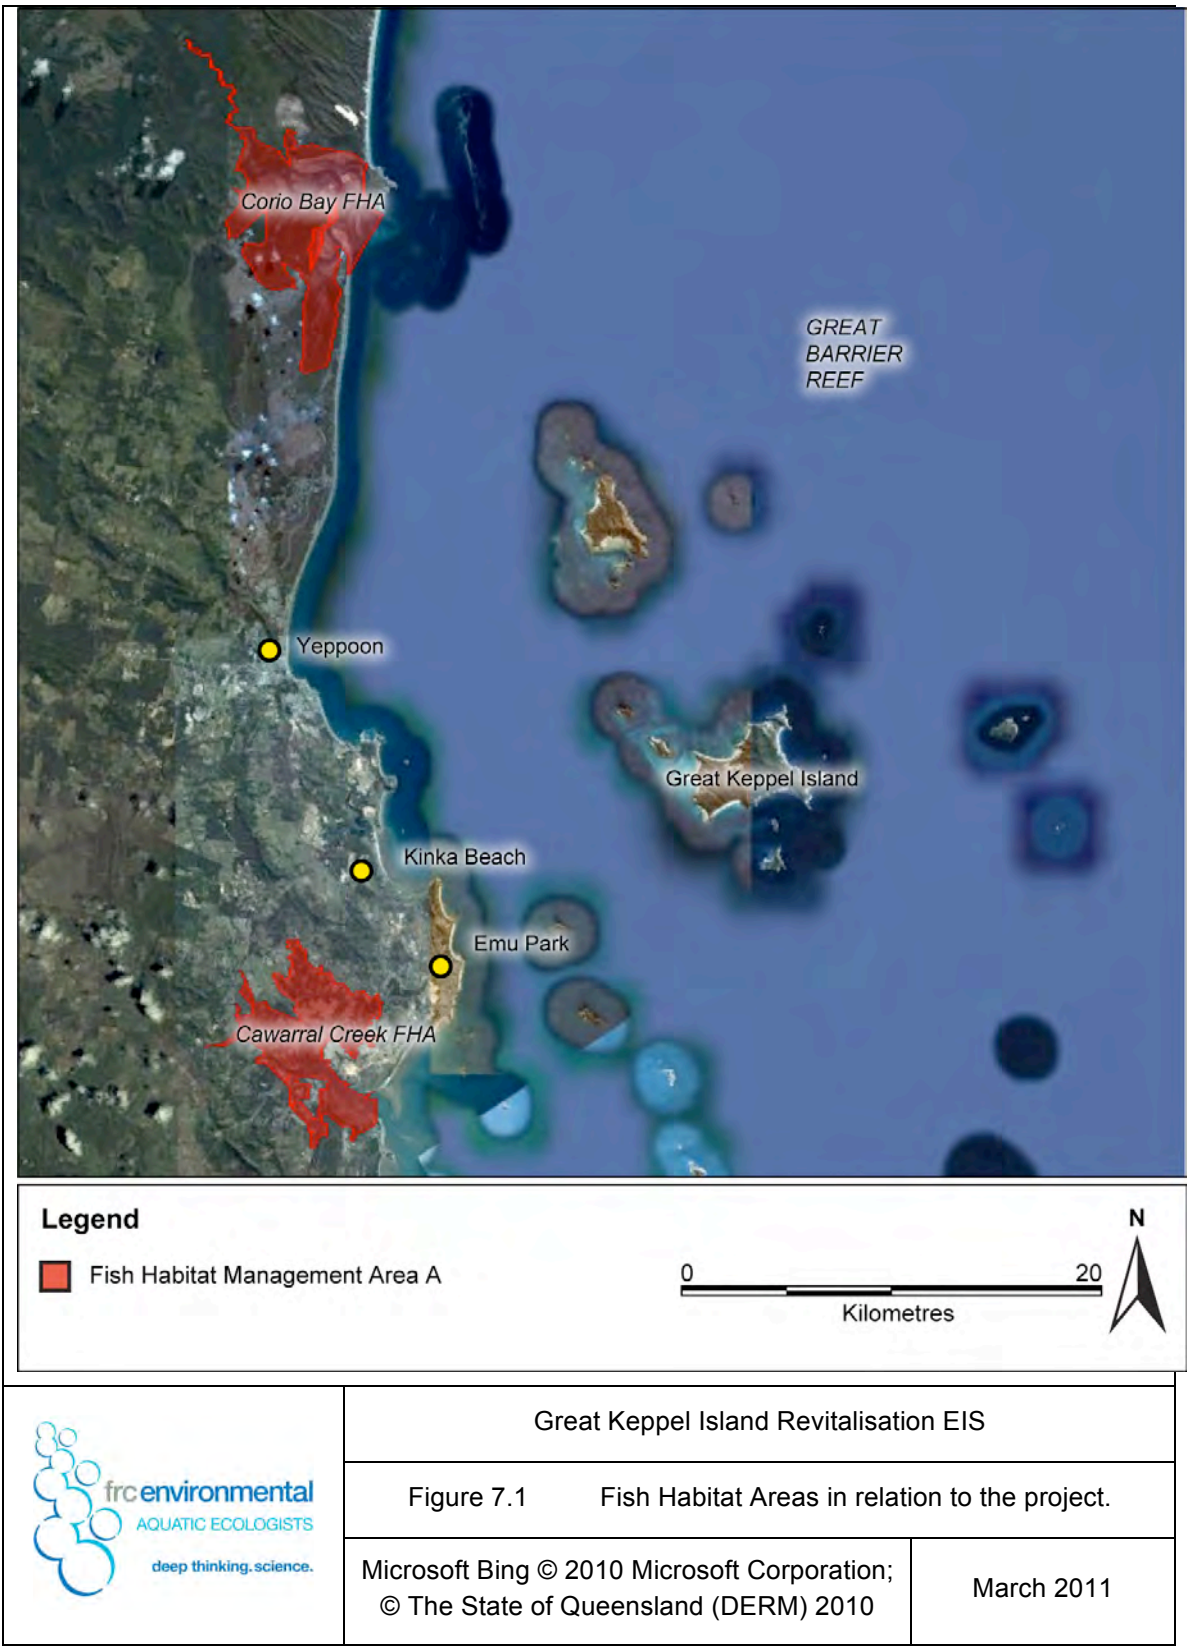 Corio Bay FHA
GREAT
BARRIER
REEF
Yeppoon
Great Keppel Island
Kinka Beach
Emu Park
Cawarral Creek FHA
Legend
Fish Habitat Management Area A
0 20
Kilometres
N
frcenvironmental
AQUATIC ECOLOGISTS
deep thinking.science.
Great Keppel Island Revitalisation EIS
Figure 7.1 Fish Habitat Areas in relation to the project.
Microsoft Bing © 2010 Microsoft Corporation;
© The State of Queensland (DERM) 2010
March 2011